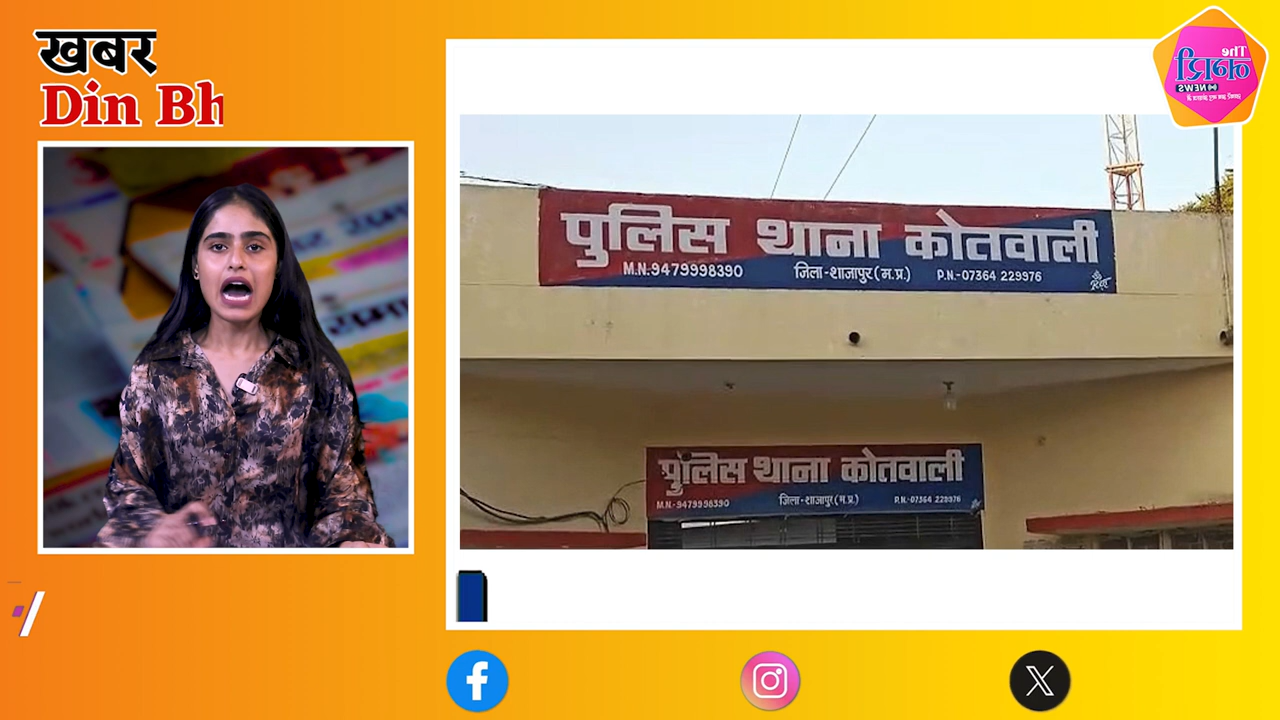 खबर
Din Bh
The
NEWS
पुलिस थाना कोतवाली
M.N.-9479998390 जिला-शाजापुर (म.प्र.) P.N.-07364 229976
पुलिस थाना कोतवाली
M.N.-9479998390 जिला-शाजापुर (म.प्र.) P.N.-07364 229976